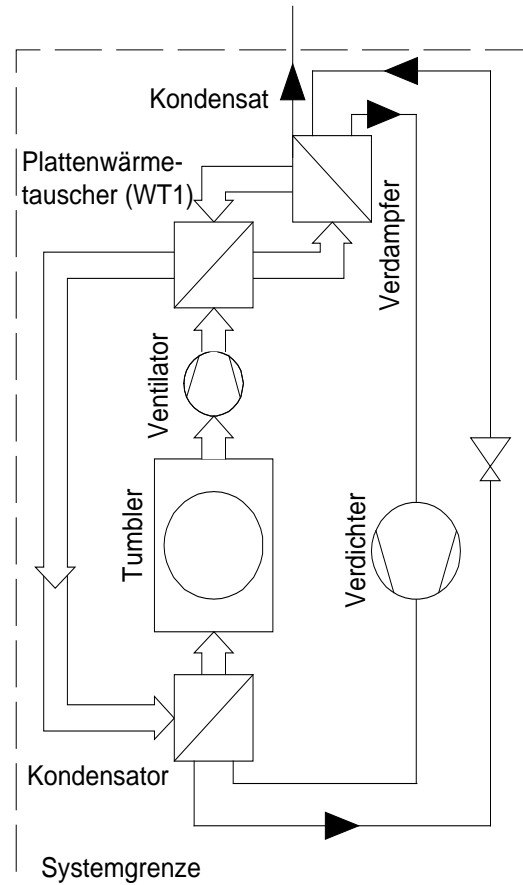 Kondensat
Plattenwärme-
tauscher (WT1)
Verdampfer
Ventilator
Tumbler
Verdichter
Kondensator
Systemgrenze